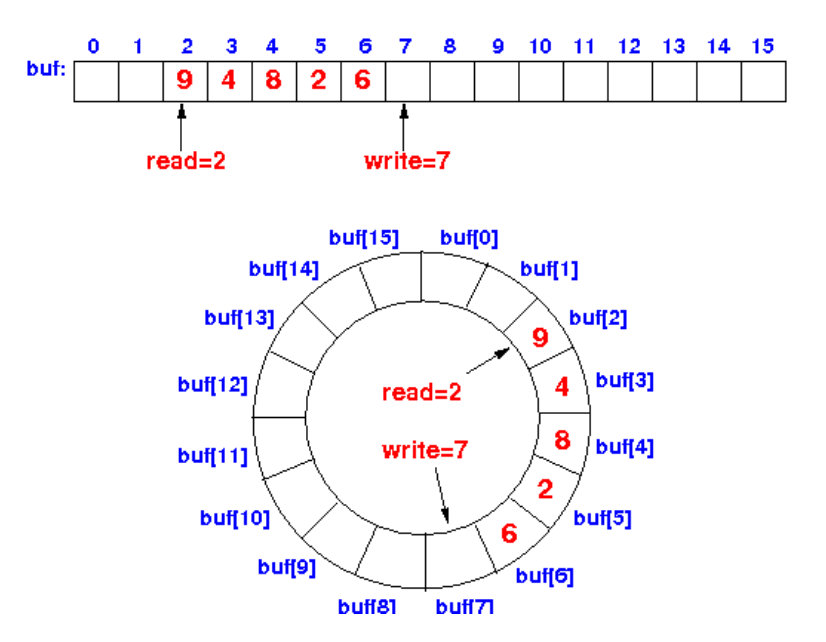 0 1 2 3 4 5 6 7 8 9 10 11 12 13 14 15
buf: 9 4 8 2 6
read=2 write=7
buf[15] buf[0]
buf[14] buf[1]
buf[13] buf[2]
9
buf[12] read=2 4 buf[3]
write=7 8 buf[4]
buf[11]
2
buf[10] 6 buf[5]
buf[9] buf[6]
buf[8] buf[7]